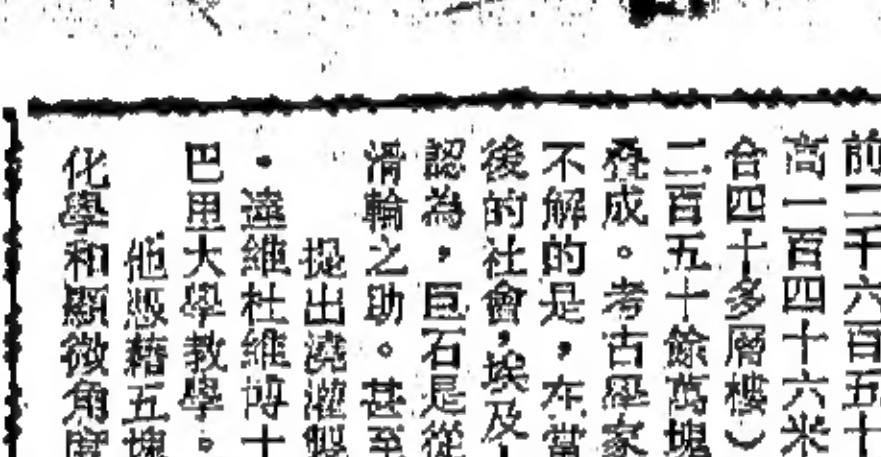 前二千六百五十
高一百四十六米
合四十多層樓）
二百五十餘萬塊
叠成。考古學家
不解的是，在當
後的社會，埃及
認為，巨石是從
滑輪之助。甚至
提出澆灌製
・達維杜維博士
巴里大學教學。
他憑藉五塊
化學和顯微角度